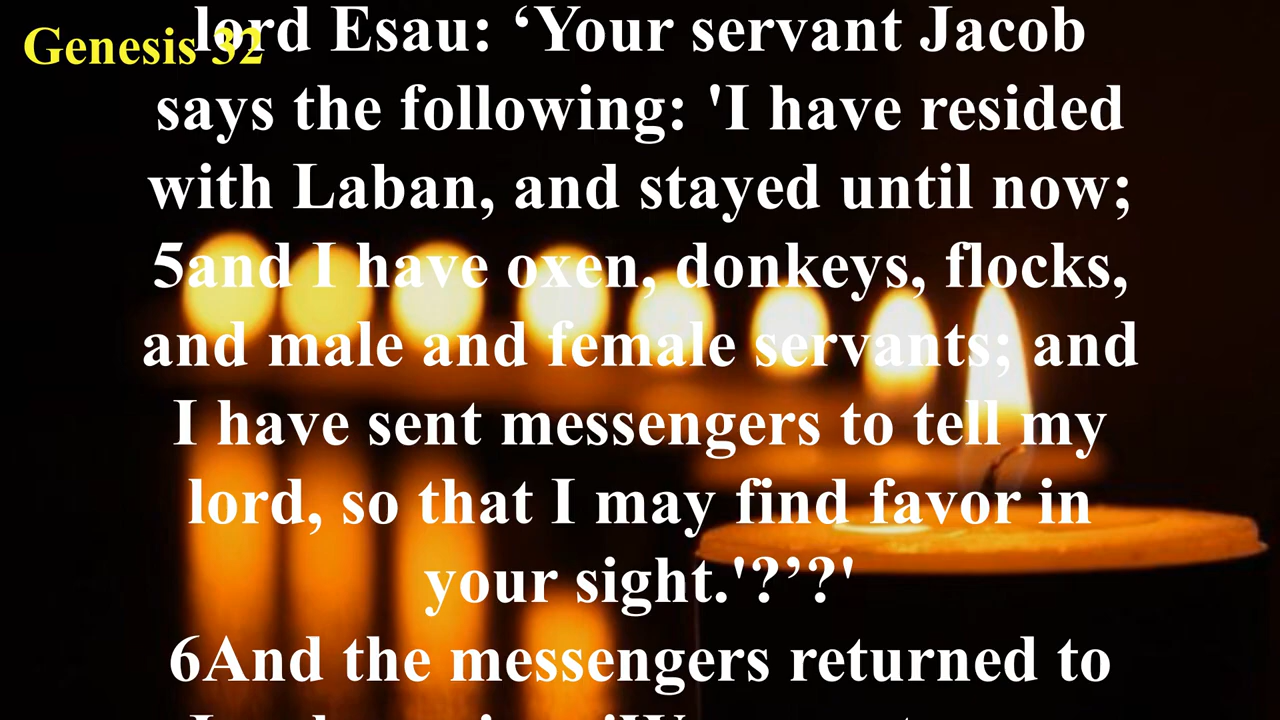 Genesis 32
lord Esau: ‘Your servant Jacob
says the following: 'I have resided
with Laban, and stayed until now;
5and I have oxen, donkeys, flocks,
and male and female servants; and
I have sent messengers to tell my
lord, so that I may find favor in
your sight.'?’?'
6And the messengers returned to